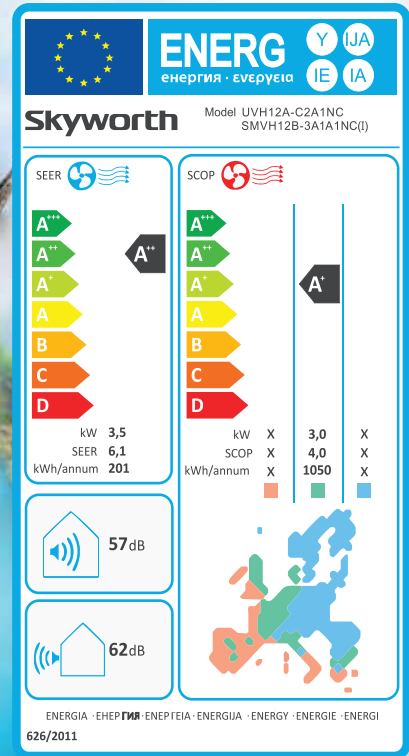 ENERG
енергия · ενεργεια
Y IJA
IE IA
Skyworth
Model UVH12A-C2A1NC
SMVH12B-3A1A1NC(I)
SEER
A+++
A++
A+
A
B
C
D
A++
kW 3,5
SEER 6,1
kWh/annum 201
SCOP
A+++
A++
A+
A
B
C
D
A+
kW X 3,0 X
SCOP X 4,0 X
kWh/annum X 1050 X
57dB
62dB
ENERGIA · ЕНЕРГИЯ · ΕΝΕΡΓΕΙΑ · ENERGIJA · ENERGY · ENERGIE · ENERGI
626/2011